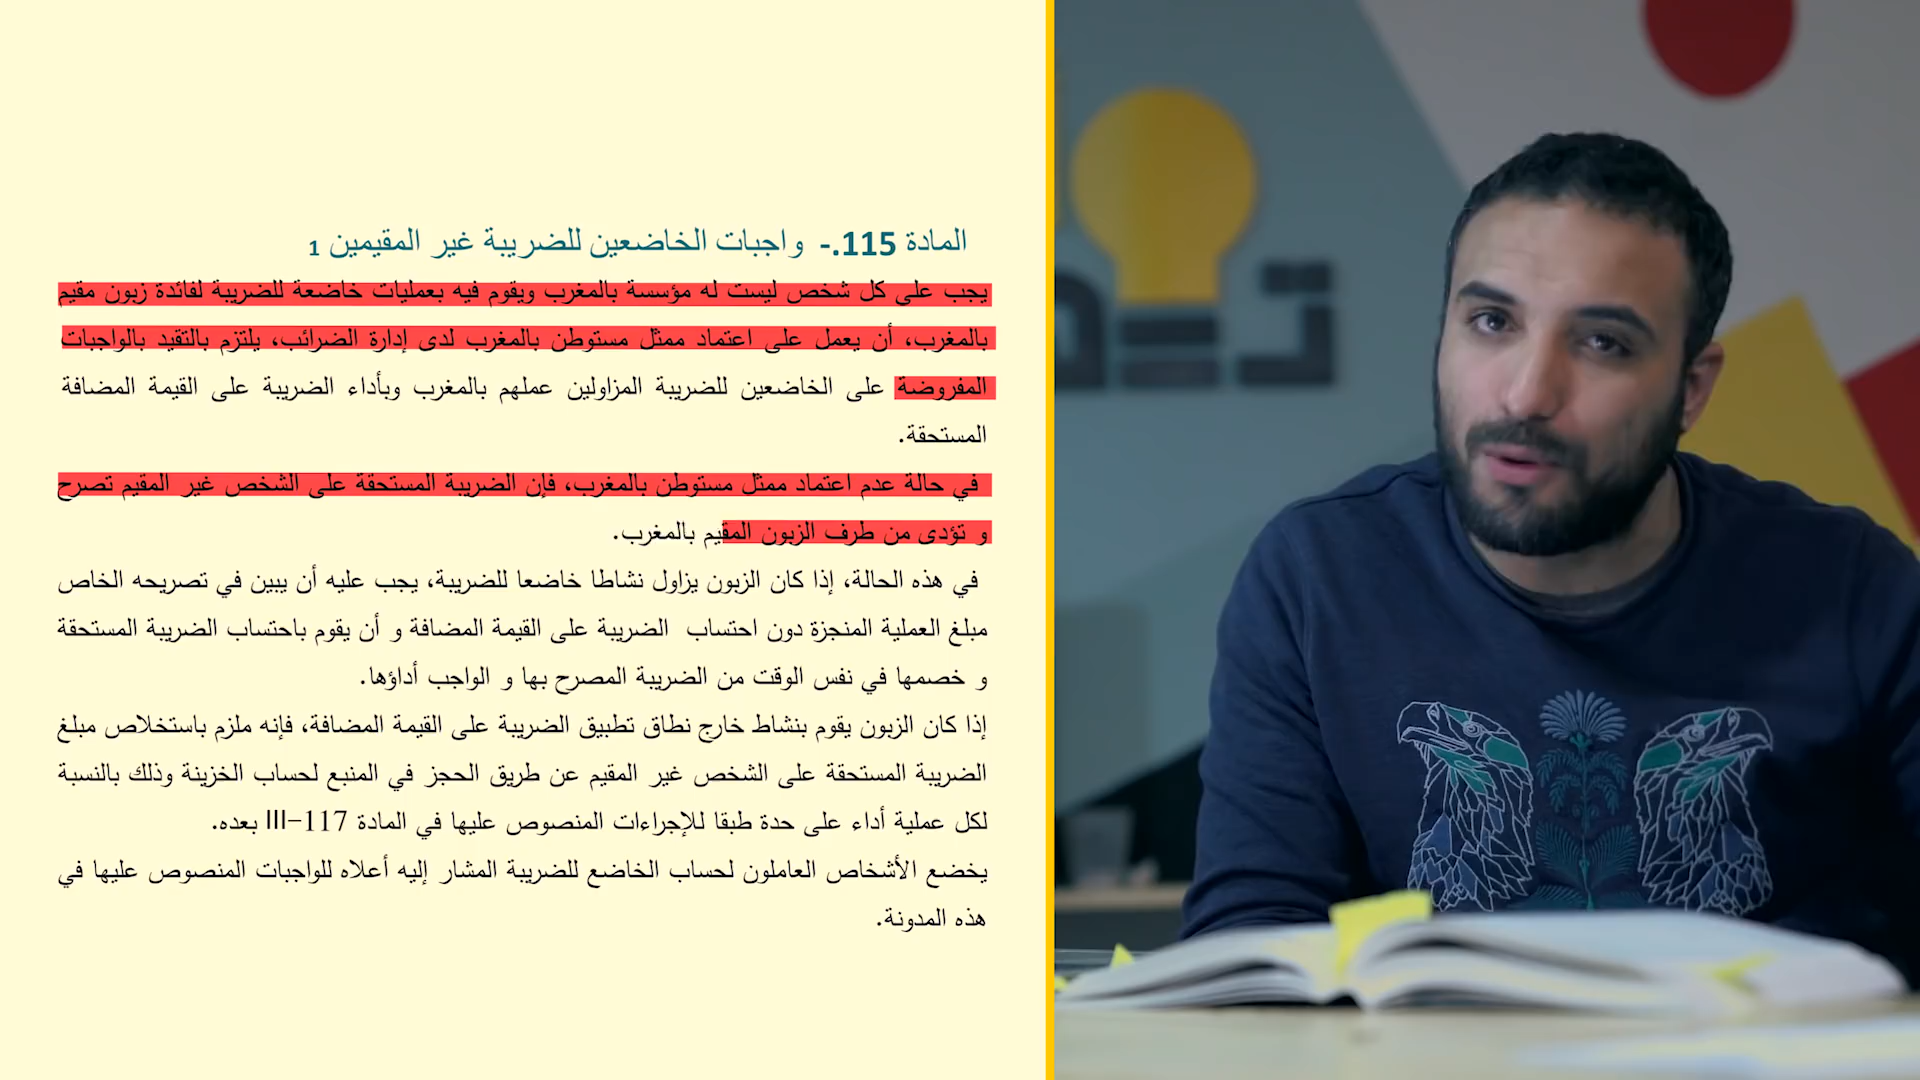 المادة 115.- واجبات الخاضعين للضريبة غير المقيمين 1
يجب على كل شخص ليست له مؤسسة بالمغرب ويقوم فيه بعمليات خاضعة للضريبة لفائدة زبون مقيم
بالمغرب، أن يعمل على اعتماد ممثل مستوطن بالمغرب لدى إدارة الضرائب، يلتزم بالتقيد بالواجبات
المفروضة على الخاضعين للضريبة المزاولين عملهم بالمغرب وبأداء الضريبة على القيمة المضافة
المستحقة.
في حالة عدم اعتماد ممثل مستوطن بالمغرب، فإن الضريبة المستحقة على الشخص غير المقيم تصرح
و تؤدى من طرف الزبون المقيم بالمغرب.
في هذه الحالة، إذا كان الزبون يزاول نشاطا خاضعا للضريبة، يجب عليه أن يبين في تصريحه الخاص
مبلغ العملية المنجزة دون احتساب الضريبة على القيمة المضافة و أن يقوم باحتساب الضريبة المستحقة
و خصمها في نفس الوقت من الضريبة المصرح بها و الواجب أداؤها.
إذا كان الزبون يقوم بنشاط خارج نطاق تطبيق الضريبة على القيمة المضافة، فإنه ملزم باستخلاص مبلغ
الضريبة المستحقة على الشخص غير المقيم عن طريق الحجز في المنبع لحساب الخزينة وذلك بالنسبة
لكل عملية أداء على حدة طبقا للإجراءات المنصوص عليها في المادة 117-III بعده.
يخضع الأشخاص العاملون لحساب الخاضع للضريبة المشار إليه أعلاه للواجبات المنصوص عليها في
هذه المدونة.